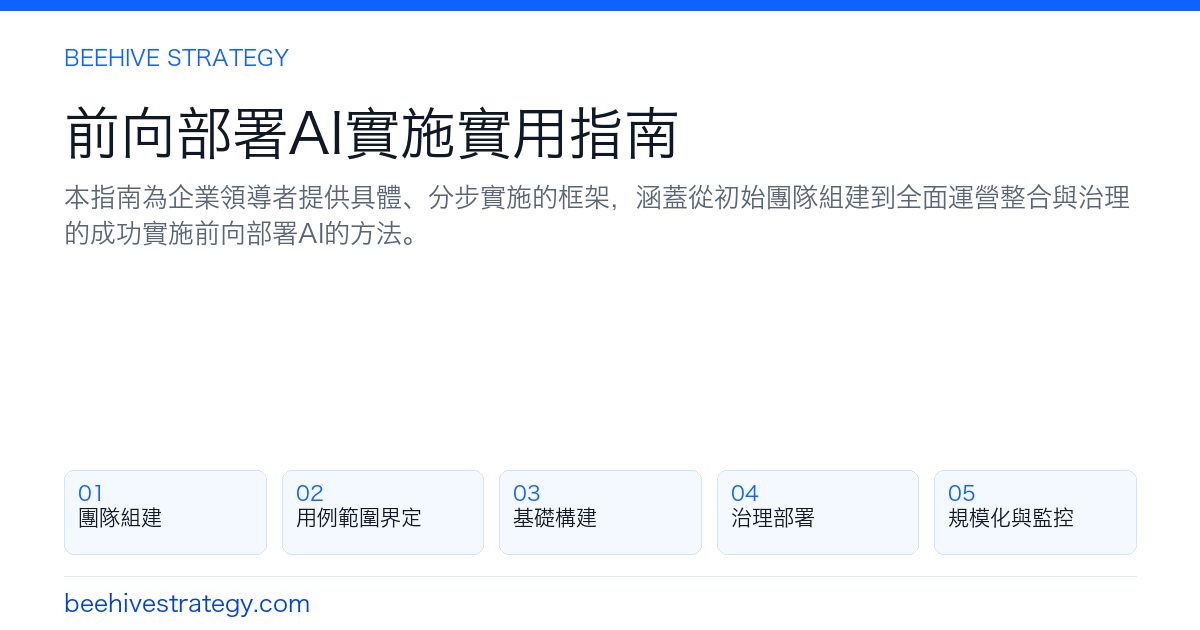 BEEHIVE STRATEGY
前向部署AI實施實用指南
本指南為企業領導者提供具體、分步實施的框架，涵蓋從初始團隊組建到全面運營整合與治理
的成功實施前向部署AI的方法。
01
團隊組建
02
用例範圍界定
03
基礎構建
04
治理部署
05
規模化與監控
beehivestrategy.com